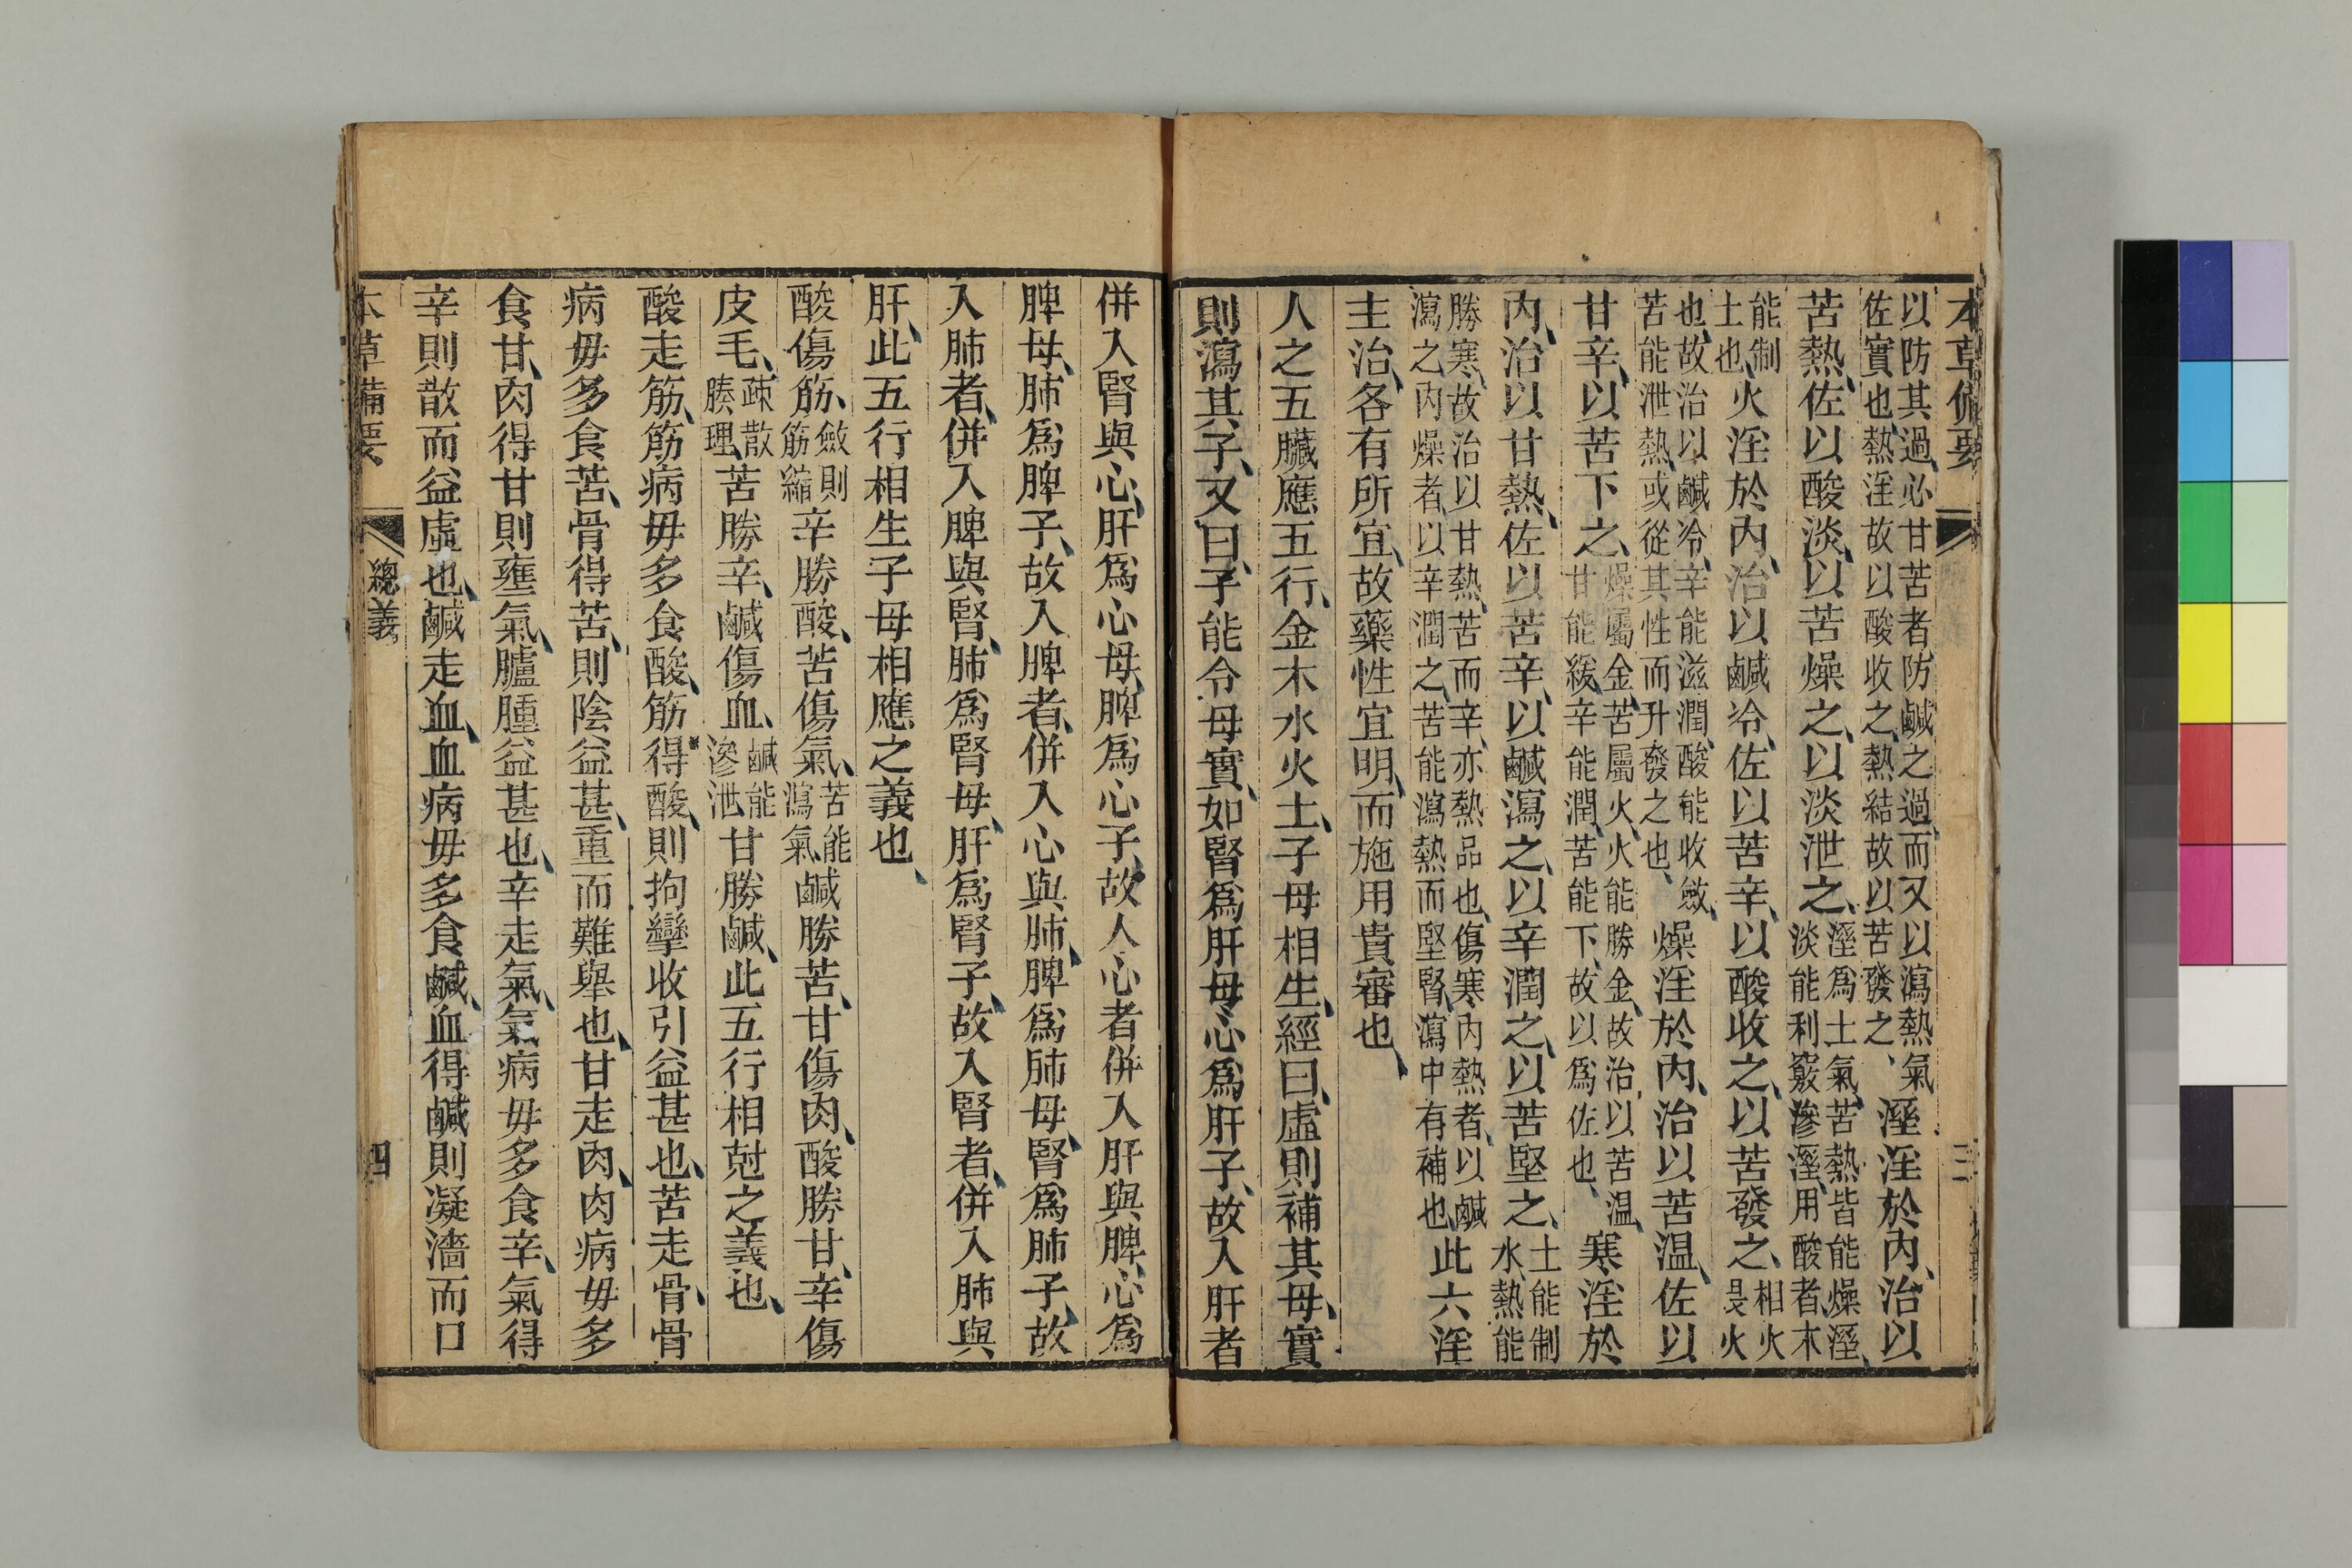 本草備要 三
以防其過必甘苦者防鹹之過而又以瀉熱氣
佐實也、熱淫故以酸收之、熱結故以苦發之、
溼淫於內、治以
苦熱、佐以酸淡、以苦燥之、以淡泄之、
溼爲土氣、苦熱皆能燥溼、
淡能利竅滲溼、用酸者木
能制
土也、
火淫於內、治以鹹冷、佐以苦辛、以酸收之、以苦發之、
相火
畏火
也、故治以鹹冷、辛能滋潤、酸能收斂、
苦能泄熱、或從其性而升發之也、
燥淫於內、治以苦温、佐以
甘辛、以苦下之、
燥屬金、苦屬火、火能勝金、故治以苦温、
甘能緩、辛能潤、苦能下、故以爲佐也、
寒淫於
內、治以甘熱、佐以苦辛、以鹹瀉之、以辛潤之、以苦堅之、
土能制
水、熱能
勝寒、故治以甘熱、苦而辛、亦熱品也、傷寒內熱者、以鹹
瀉之、內燥者、以辛潤之、苦能瀉熱而堅腎、瀉中有補也、
此六淫
主治、各有所宜、故藥性宜明、而施用貴審也、
人之五臟應五行、金木水火土、子母相生、經曰、虛則補其母、實
則瀉其子、又曰、子能令母實、如腎爲肝母、心爲肝子、故入肝者
併入腎與心、肝爲心母、脾爲心子、故入心者併入肝與脾、心爲
脾母、肺爲脾子、故入脾者、併入心與肺、脾爲肺母、腎爲肺子、故
入肺者、併入脾與腎、肺爲腎母、肝爲腎子、故入腎者、併入肺與
肝、此五行相生子母相應之義也、
酸傷筋、
斂則
筋縮
辛勝酸、苦傷氣、
苦能
瀉氣
鹹勝苦、甘傷肉、酸勝甘、辛傷
皮毛、
疎散
腠理、
苦勝辛、鹹傷血、
鹹能
滲泄
甘勝鹹、此五行相尅之義也、
酸走筋、筋病毋多食酸、筋得酸、則拘攣收引益甚也、苦走骨、骨
病毋多食苦、骨得苦、則陰益甚、重而難舉也、甘走肉、肉病毋多
食甘、肉得甘則壅氣、臚腫益甚也、辛走氣、氣病毋多食辛、氣得
辛則散而益虛也、鹹走血、血病毋多食鹹、血得鹹則凝濇而口
本草備要 總義 四